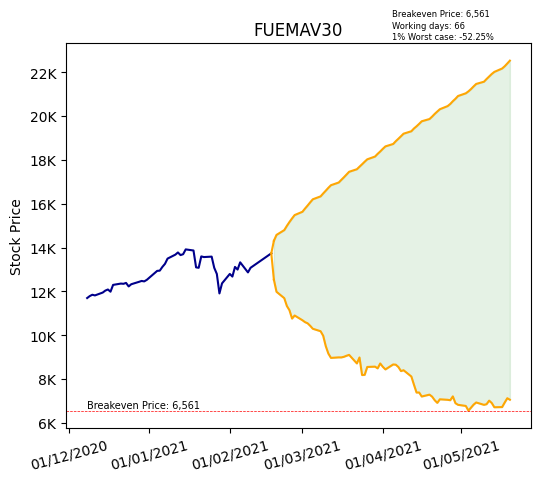 Breakeven Price: 6,561
Working days: 66
1% Worst case: -52.25%
FUEMAV30
Stock Price
22K
20K
18K
16K
14K
12K
10K
8K
6K
Breakeven Price: 6,561
01/12/2020
01/01/2021
01/02/2021
01/03/2021
01/04/2021
01/05/2021